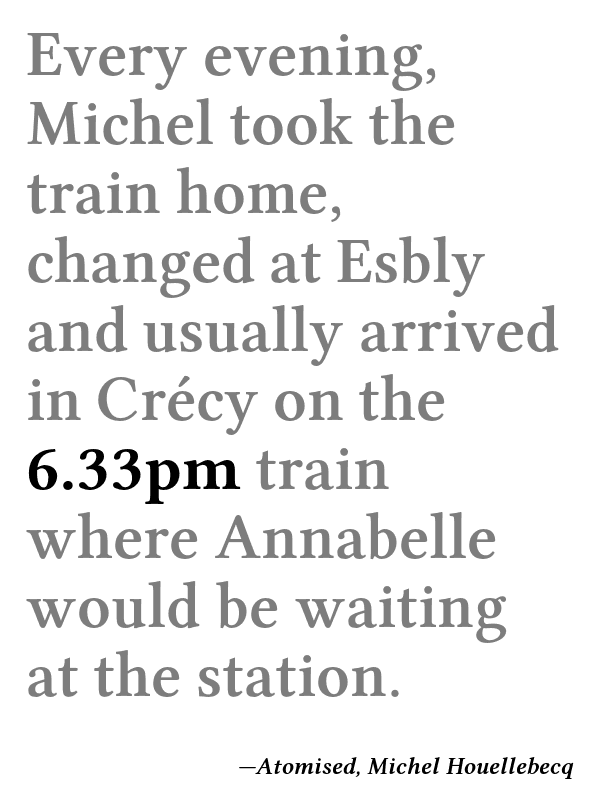 Every evening,
Michel took the
train home,
changed at Esbly
and usually arrived
in Crécy on the
6.33pm train
where Annabelle
would be waiting
at the station.
—Atomised, Michel Houellebecq